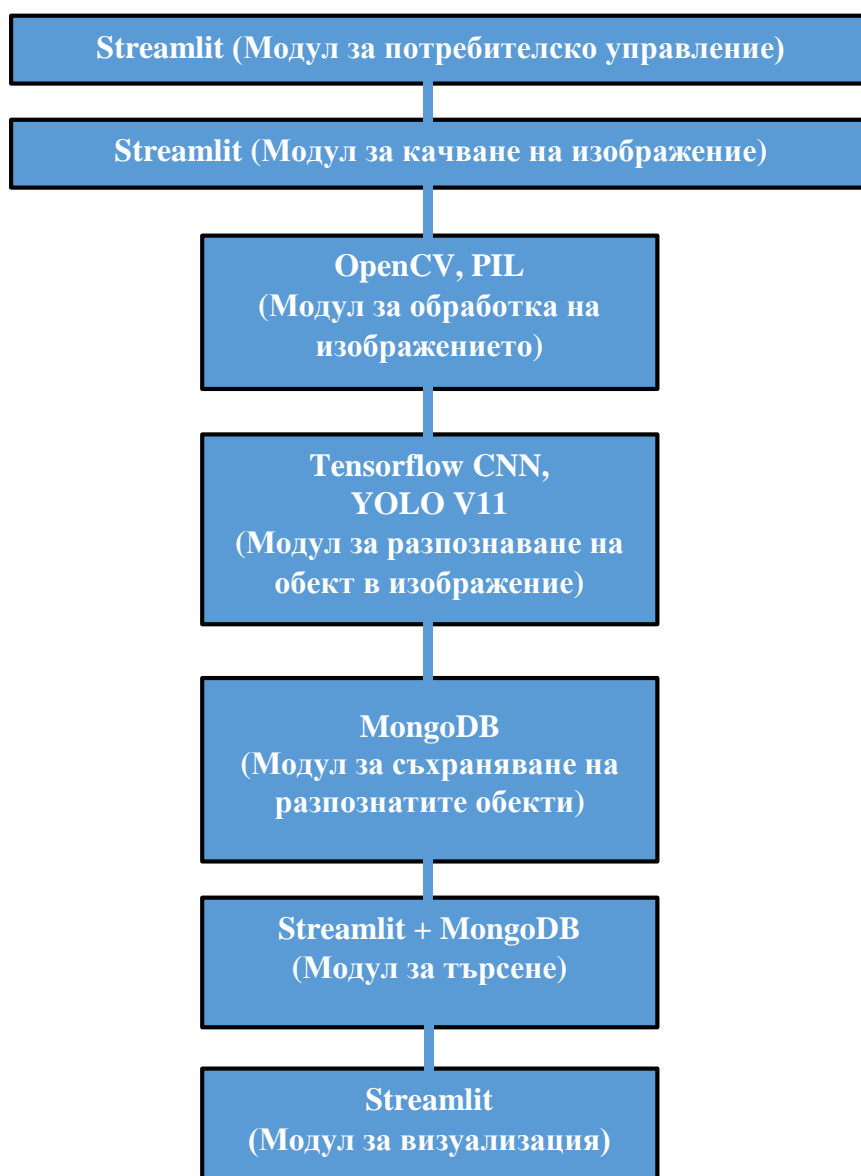 Streamlit (Модул за потребителско управление)
Streamlit (Модул за качване на изображение)
OpenCV, PIL
(Модул за обработка на
изображението)
Tensorflow CNN,
YOLO V11
(Модул за разпознаване на
обект в изображение)
MongoDB
(Модул за съхраняване на
разпознатите обекти)
Streamlit + MongoDB
(Модул за търсене)
Streamlit
(Модул за визуализация)